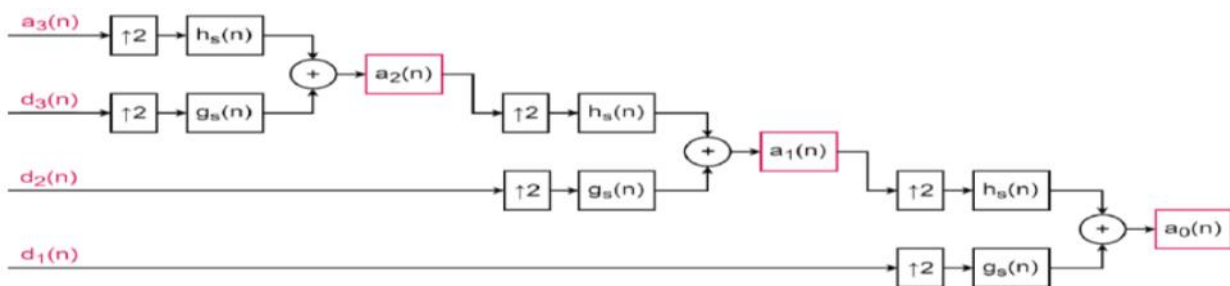 a₃(n) ↑2 hₛ(n)
+ a₂(n)
d₃(n) ↑2 gₛ(n) ↑2 hₛ(n)
+ a₁(n)
d₂(n) ↑2 gₛ(n) ↑2 hₛ(n)
+ a₀(n)
d₁(n) ↑2 gₛ(n)